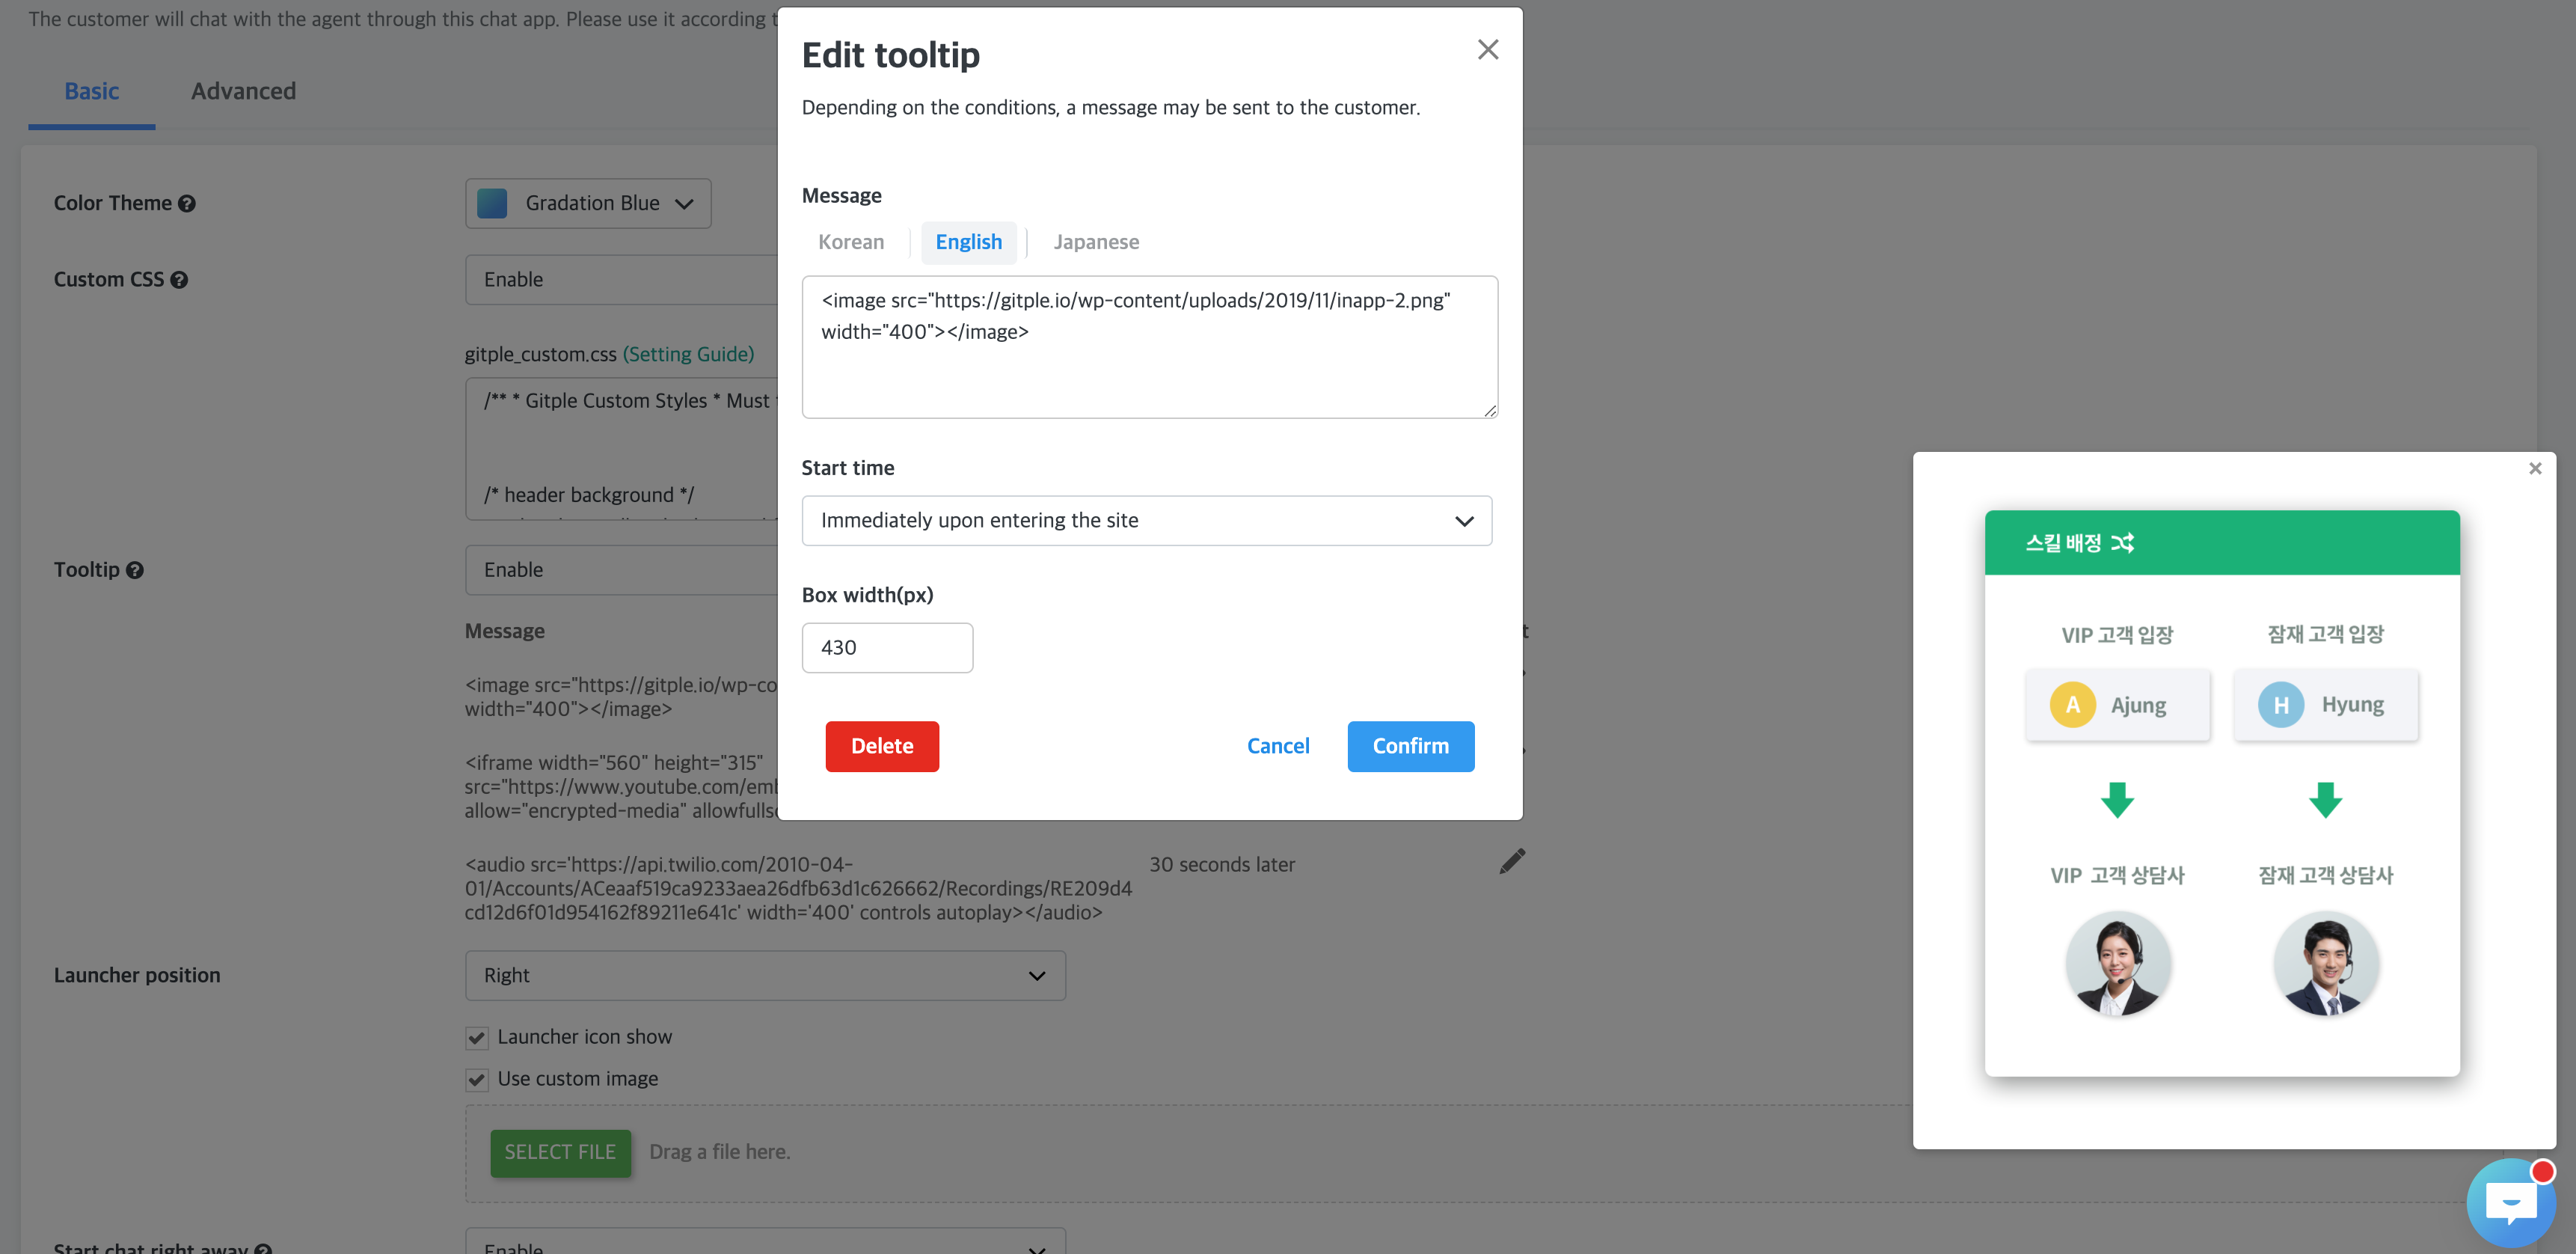 The customer will chat with the agent through this chat app. Please use it according
Basic
Advanced
Color Theme
Gradation Blue
Custom CSS
Enable
gitple_custom.css (Setting Guide)
/** * Gitple Custom Styles * Must
/* header background */
Tooltip
Enable
Message
<image src="https://gitple.io/wp-co
width="400"></image>
<iframe width="560" height="315"
src="https://www.youtube.com/emb
allow="encrypted-media" allowfullsc
<audio src='https://api.twilio.com/2010-04-
01/Accounts/ACeaaf519ca9233aea26dfb63d1c626662/Recordings/RE209d4
cd12d6f01d954162f89211e641c' width='400' controls autoplay></audio>
30 seconds later
Launcher position
Right
Launcher icon show
Use custom image
SELECT FILE
Drag a file here.
Start chat right away
Enable
Edit tooltip
Depending on the conditions, a message may be sent to the customer.
Message
Korean
English
Japanese
<image src="https://gitple.io/wp-content/uploads/2019/11/inapp-2.png"
width="400"></image>
Start time
Immediately upon entering the site
Box width(px)
430
Delete
Cancel
Confirm
스킬 배정
VIP 고객 입장
잠재 고객 입장
A Ajung
H Hyung
VIP 고객 상담사
잠재 고객 상담사